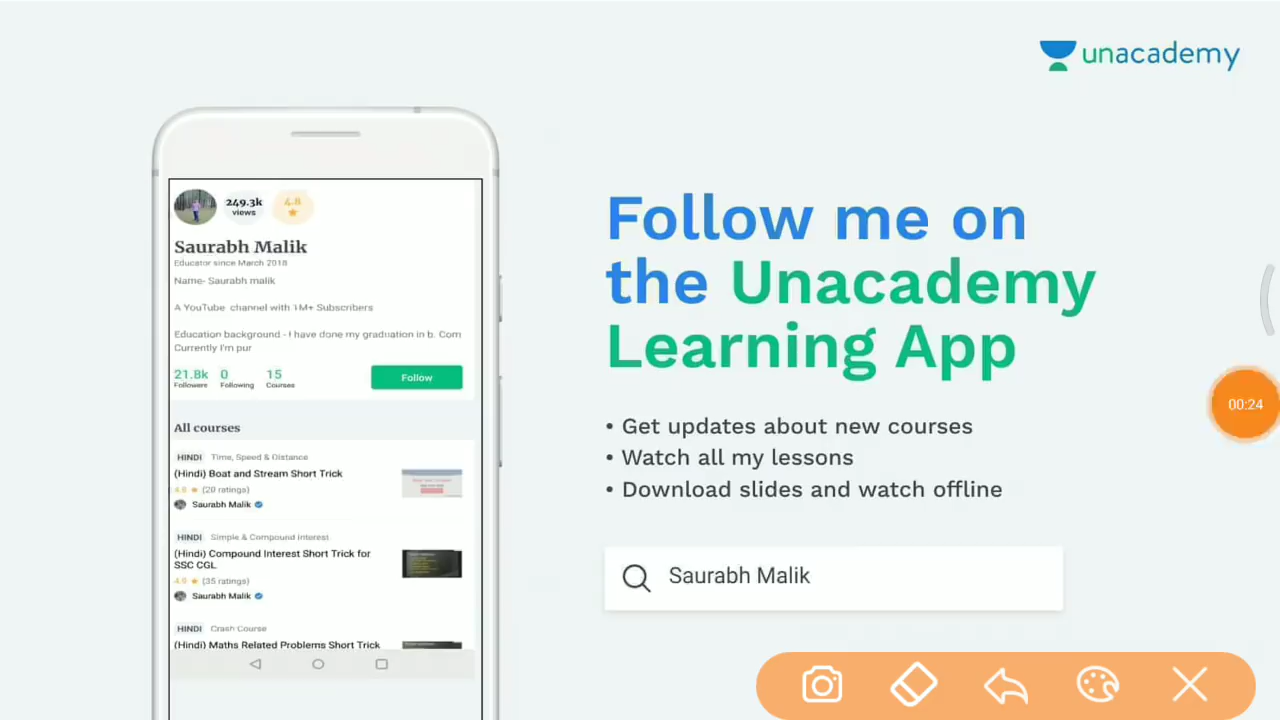 unacademy
249.3k
views
4.8
Saurabh Malik
Educator since March 2018
Name- Saurabh malik
A YouTube channel with 1M+ Subscribers
Education background - I have done my graduation in b. Com
Currently I'm pur
21.8k 0 15
Followers Following Courses
Follow
All courses
HINDI Time, Speed & Distance
(Hindi) Boat and Stream Short Trick
4.8 (20 ratings)
Saurabh Malik
HINDI Simple & Compound Interest
(Hindi) Compound Interest Short Trick for
SSC CGL
4.9 (35 ratings)
Saurabh Malik
HINDI Crash Course
(Hindi) Maths Related Problems Short Trick
Follow me on
the Unacademy
Learning App
• Get updates about new courses
• Watch all my lessons
• Download slides and watch offline
Saurabh Malik
00:24